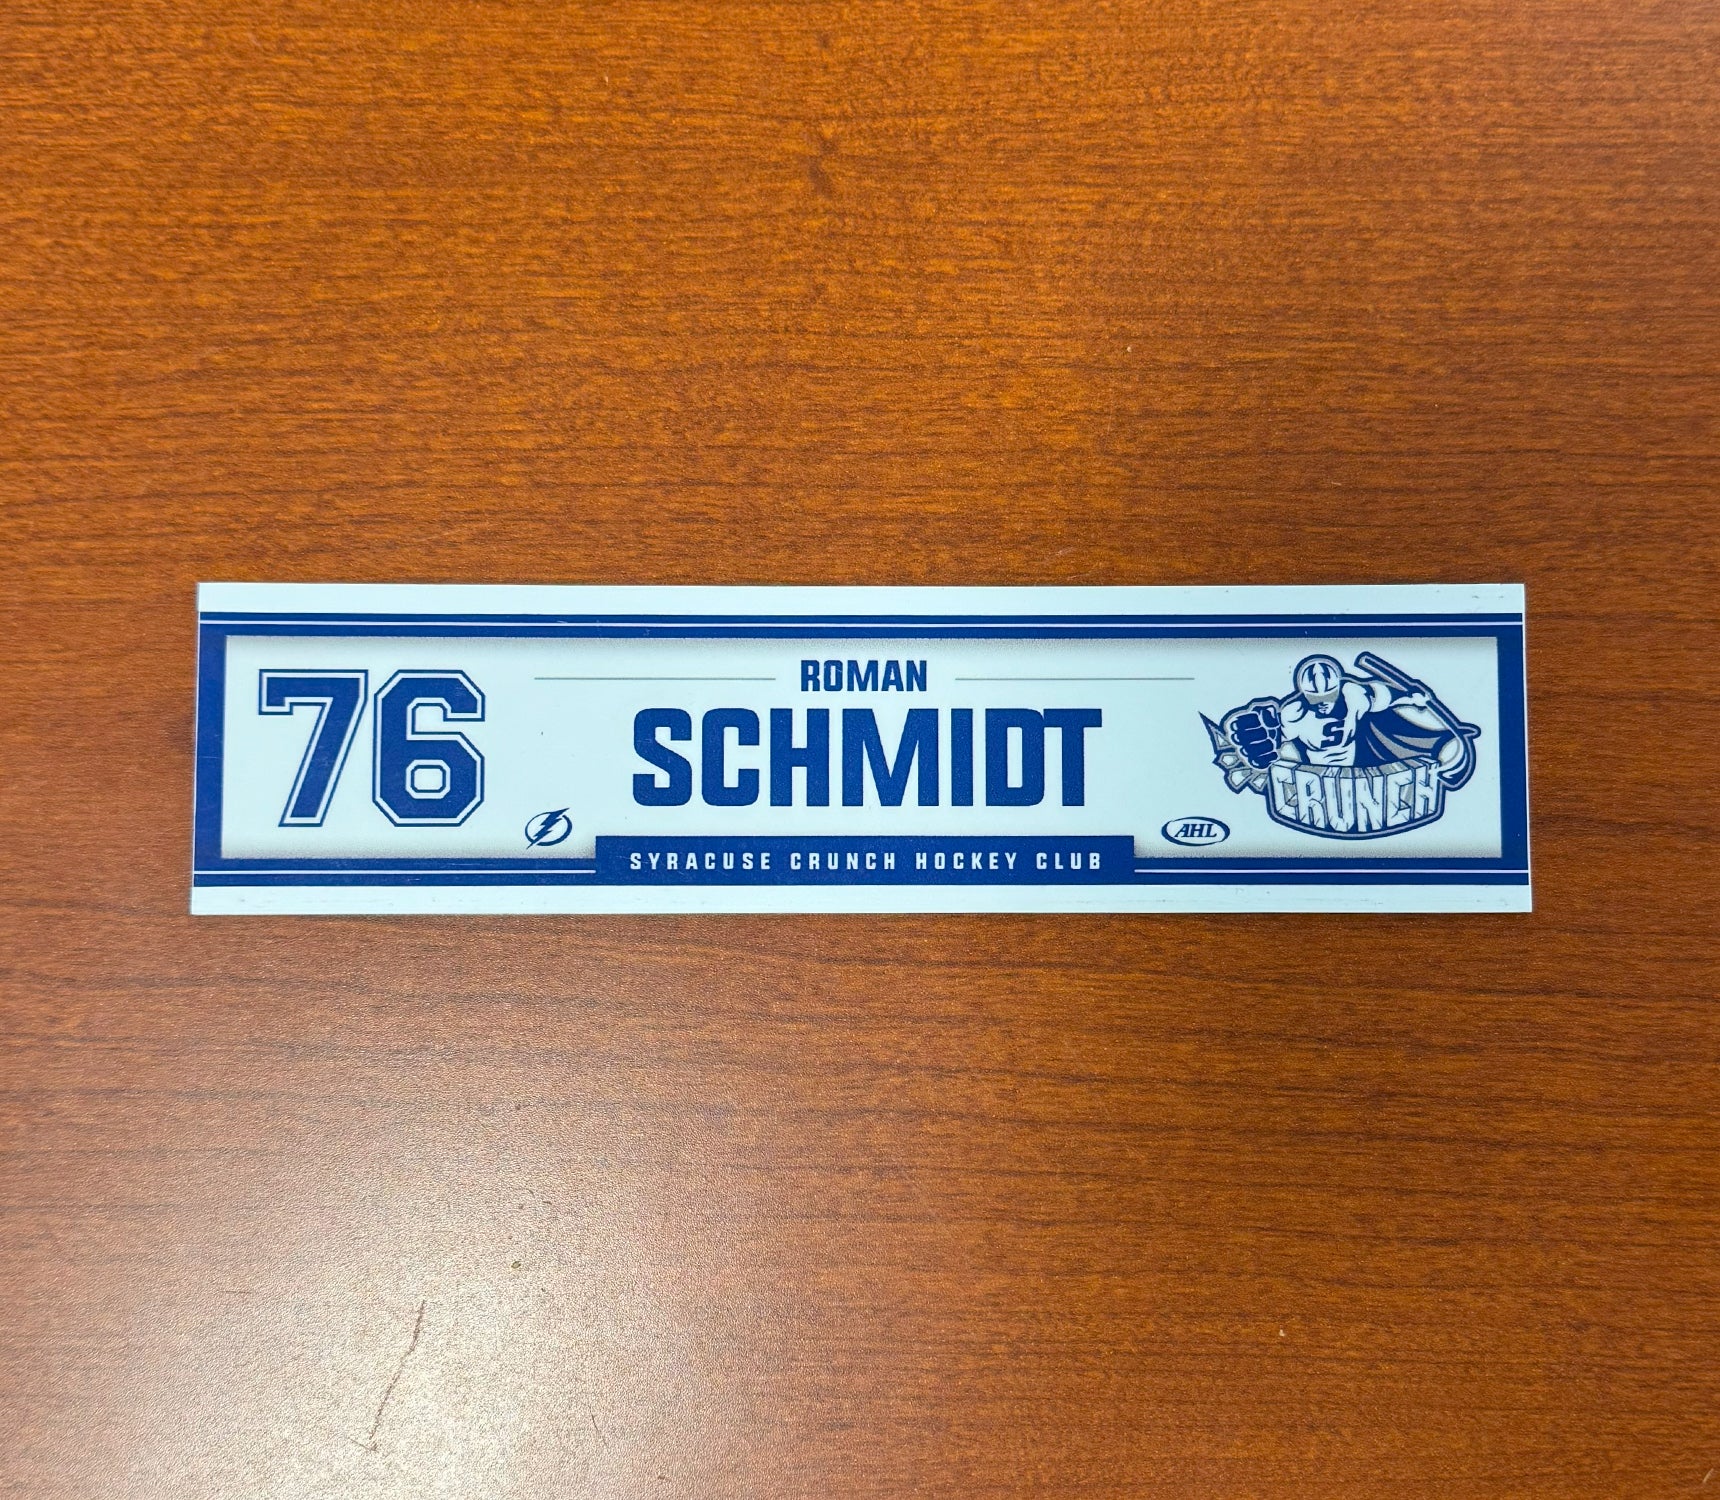 76
ROMAN
SCHMIDT
S
CRUNCH
AHL
SYRACUSE CRUNCH HOCKEY CLUB